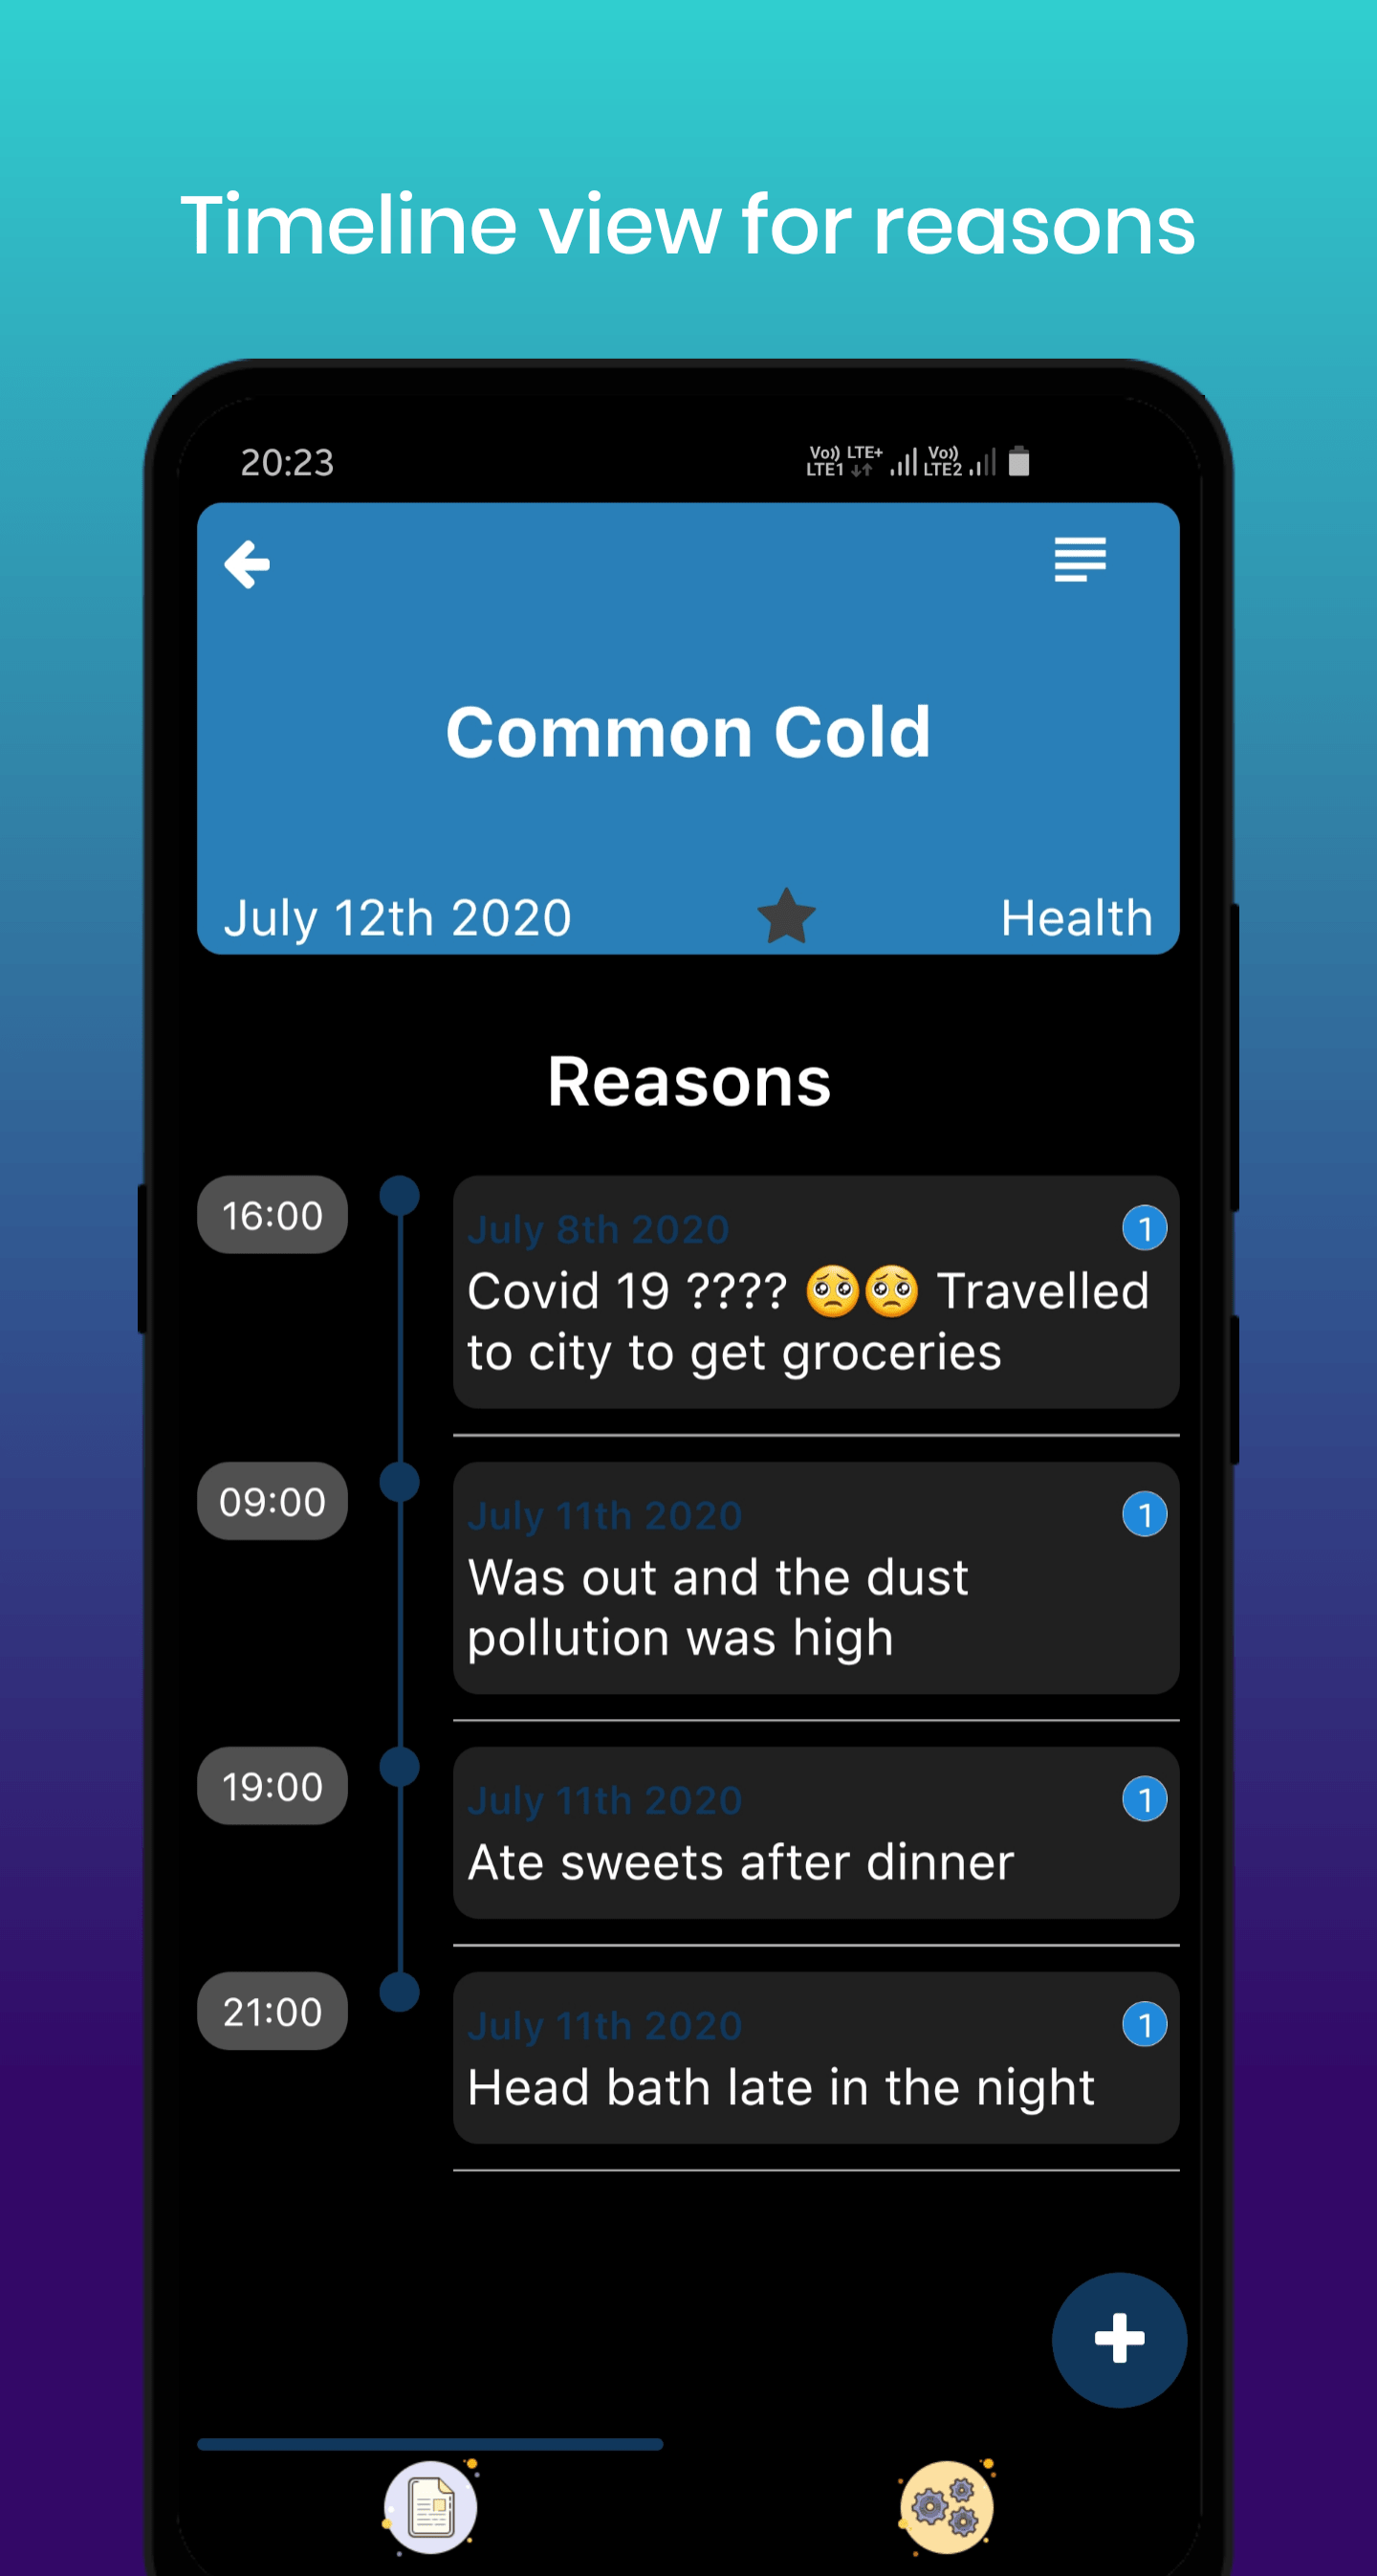 Timeline view for reasons
20:23
Vo)) LTE+ Vo))
LTE1 LTE2
Common Cold
July 12th 2020 Health
Reasons
16:00
July 8th 2020 1
Covid 19 ???? 🥺🥺 Travelled
to city to get groceries
09:00
July 11th 2020 1
Was out and the dust
pollution was high
19:00
July 11th 2020 1
Ate sweets after dinner
21:00
July 11th 2020 1
Head bath late in the night